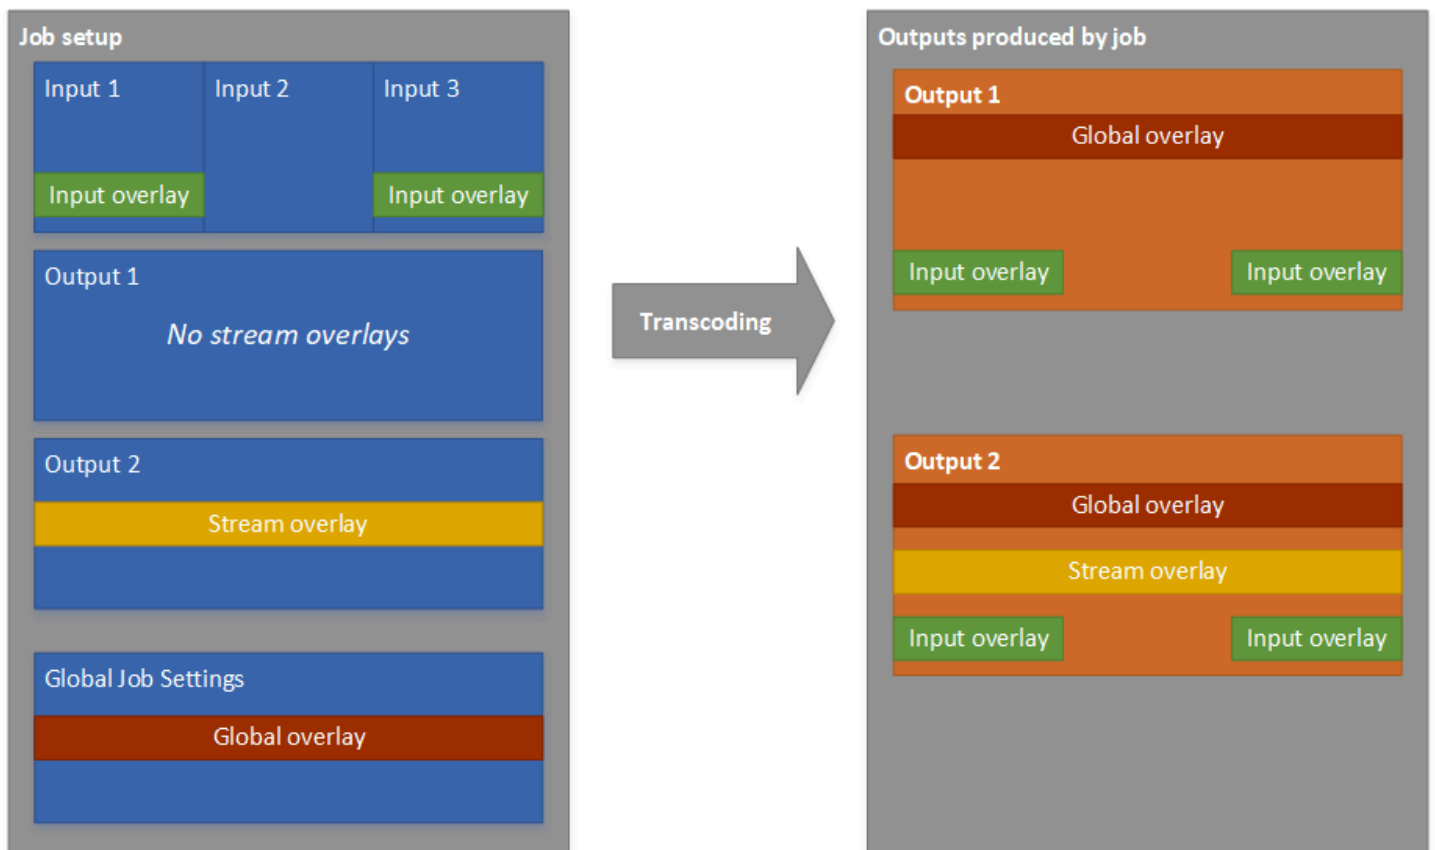 Job setup
Input 1
Input 2
Input 3
Input overlay
Input overlay
Output 1
No stream overlays
Output 2
Stream overlay
Global Job Settings
Global overlay
Transcoding
Outputs produced by job
Output 1
Global overlay
Input overlay
Input overlay
Output 2
Global overlay
Stream overlay
Input overlay
Input overlay